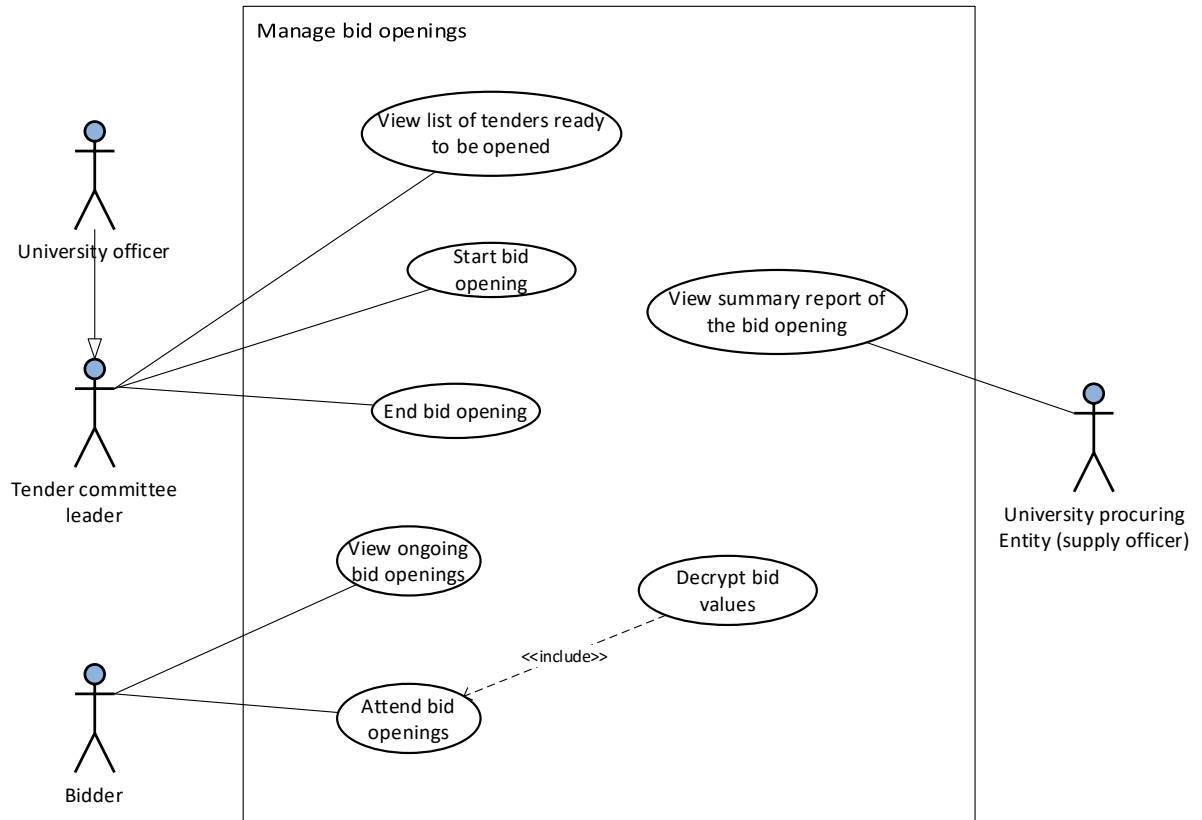 Manage bid openings
View list of tenders ready
to be opened
University officer
Start bid
opening
View summary report of
the bid opening
End bid opening
Tender committee
leader
University procuring
Entity (supply officer)
View ongoing
bid openings
Decrypt bid
values
<<include>>
Attend bid
openings
Bidder